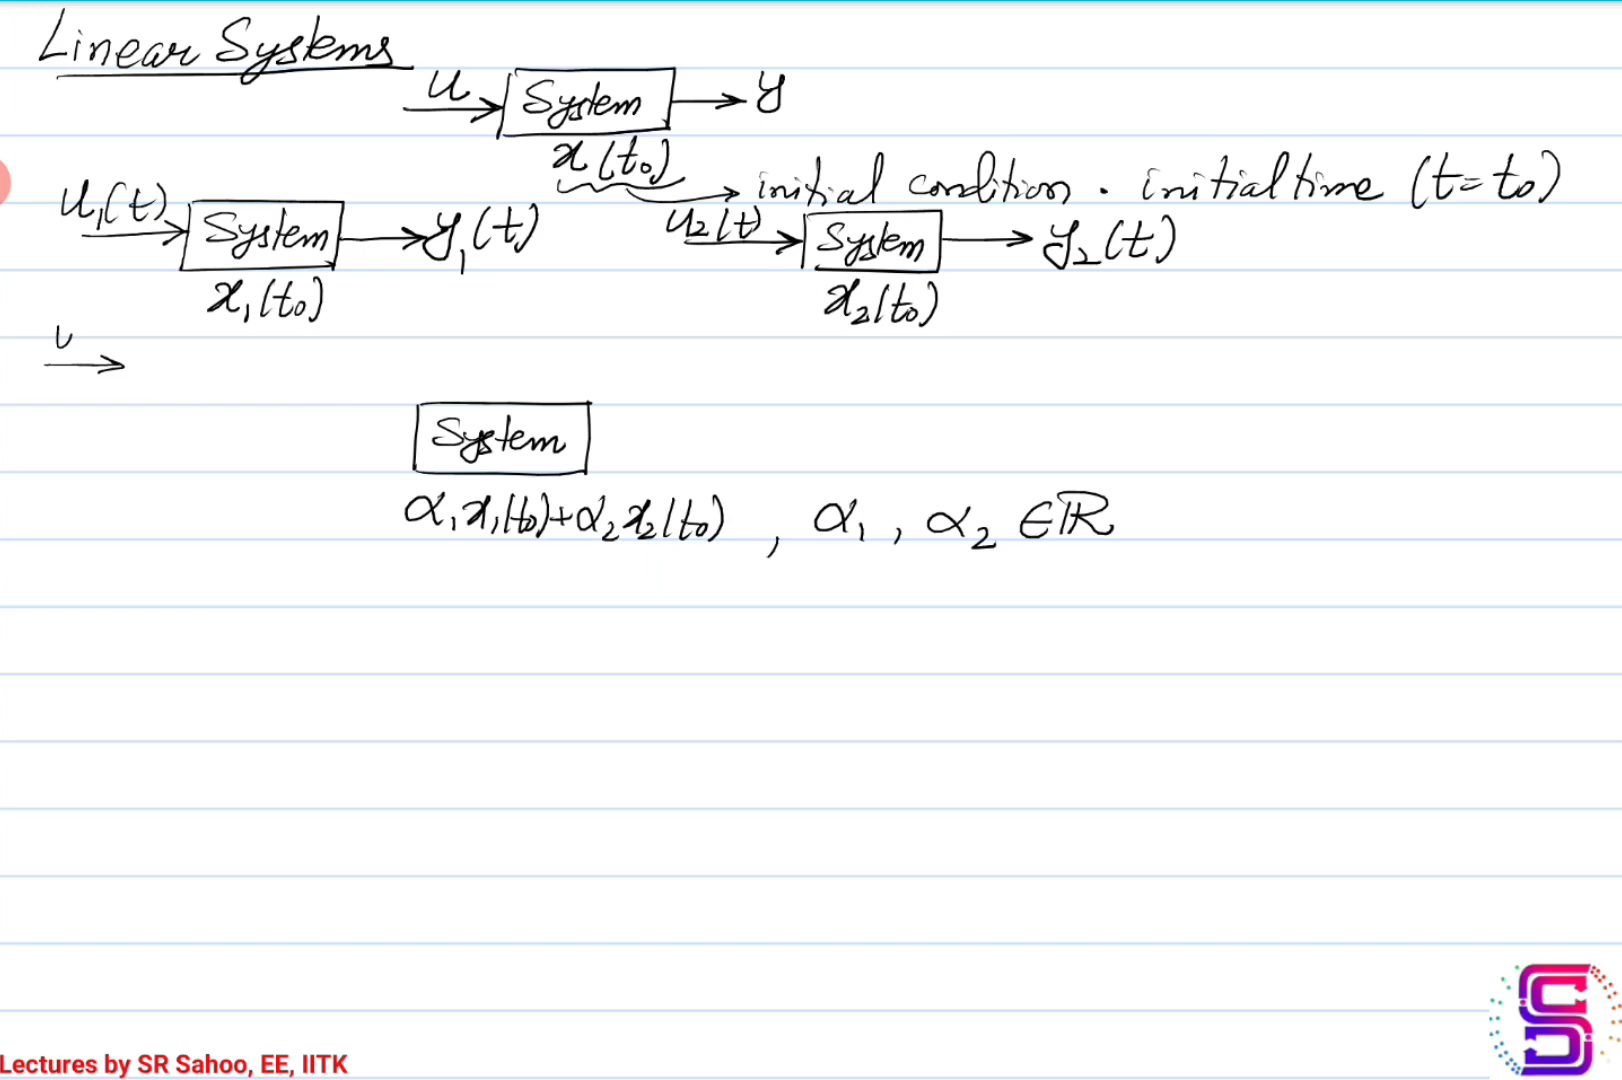 Linear Systems
u System y
x(t₀)
initial condition . initial time (t=t₀)
u₁(t) System y₁(t) u₂(t) System y₂(t)
x₁(t₀) x₂(t₀)
System
α₁x₁(t₀)+α₂x₂(t₀) , α₁ , α₂ ∈ ℝ
Lectures by SR Sahoo, EE, IITK